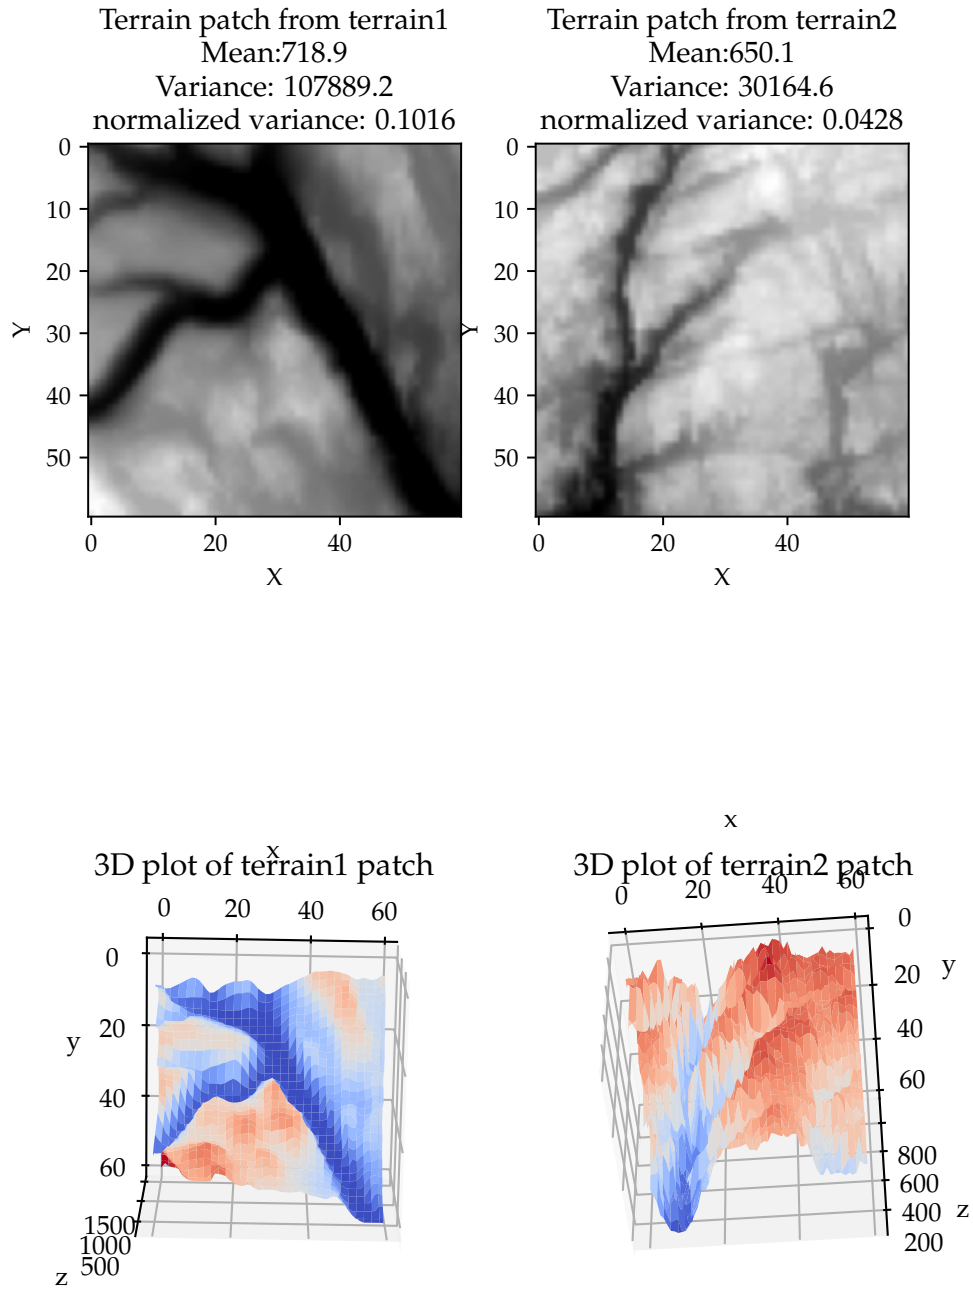 Terrain patch from terrain1
Mean:718.9
Variance: 107889.2
normalized variance: 0.1016
0
10
20
30
40
50
Y
0 20 40
X
Terrain patch from terrain2
Mean:650.1
Variance: 30164.6
normalized variance: 0.0428
0
10
20
30
40
50
Y
0 20 40
X
x
3D plot of terrain1 patch
0 20 40 60
0
20
y
40
60
1500
1000
500
z
x
3D plot of terrain2 patch
0 20 40 60
0
y
20
40
60
800
600
400 z
200